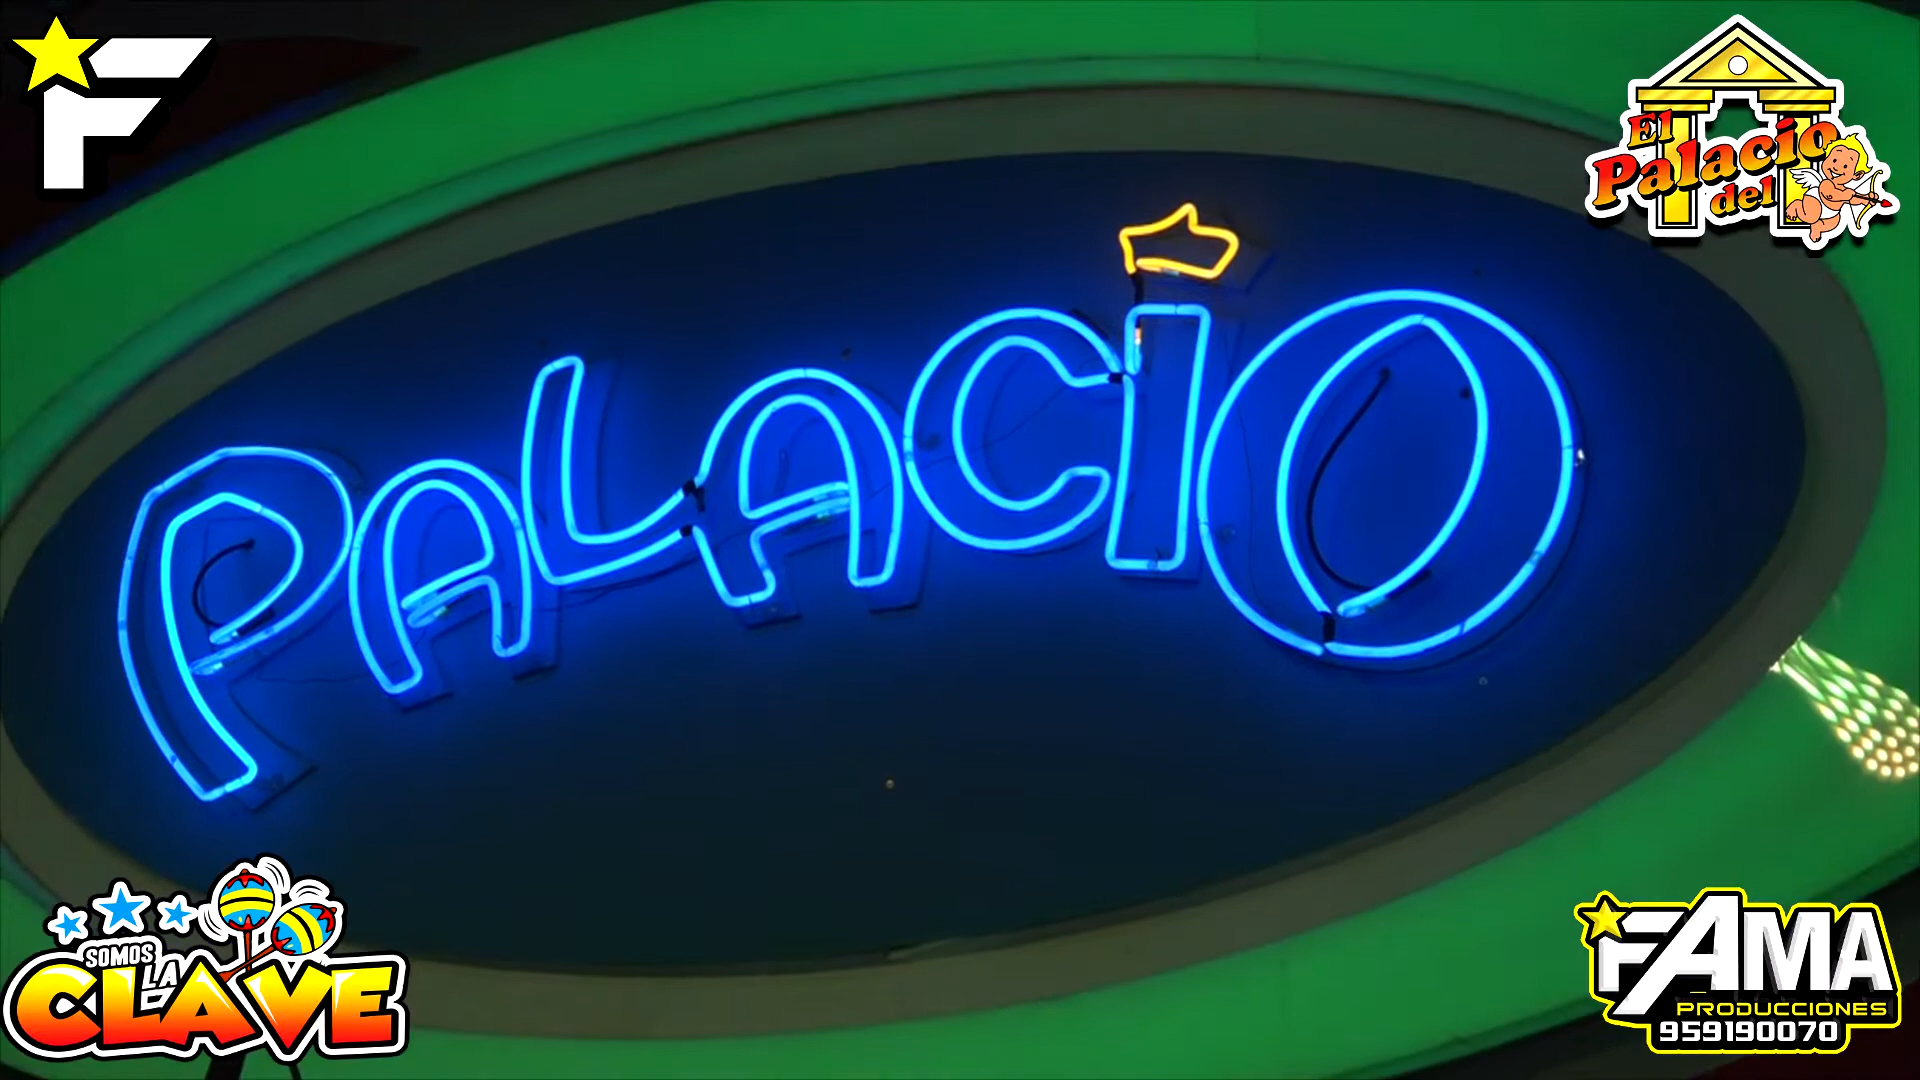 F
El
Palacio
del
PALACIO
SOMOS
LA
CLAVE
FAMA
PRODUCCIONES
959190070